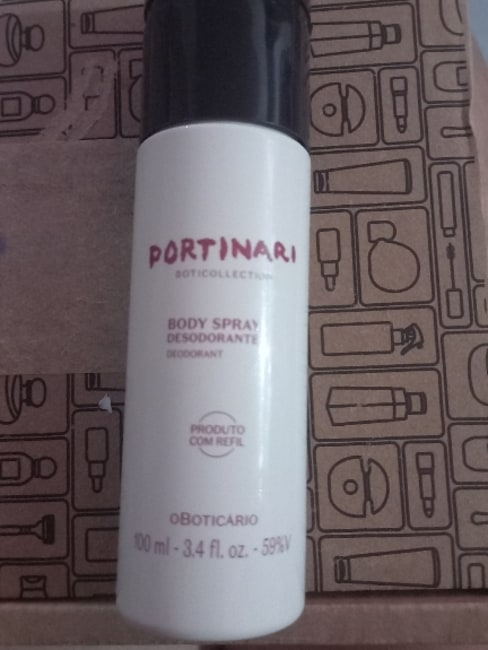 PORTINARI
BOTICOLLECTION
BODY SPRAY
DESODORANTE
DEODORANT
PRODUTO
COM REFIL
oBOTICÁRIO
100 ml - 3.4 fl. oz. - 59%V